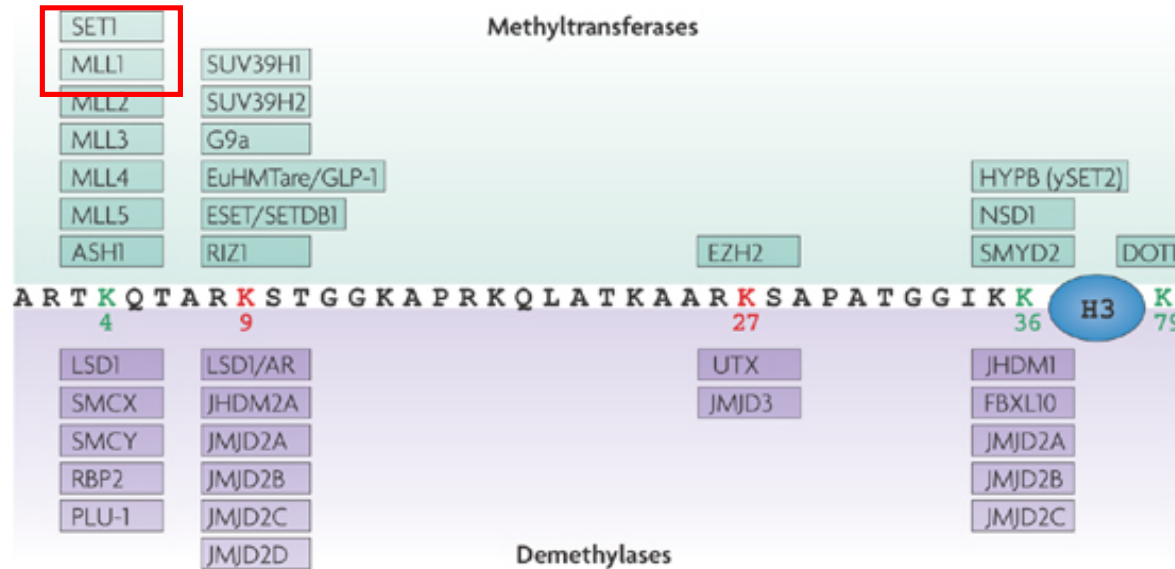 SET1
Methyltransferases
MLL1
SUV39H1
MLL2
SUV39H2
MLL3
G9a
MLL4
EuHMTare/GLP-1
HYPB (ySET2)
MLL5
ESET/SETDB1
NSD1
ASH1
RIZ1
EZH2
SMYD2
DOT1
A R T K Q T A R K S T G G K A P R K Q L A T K A A R K S A P A T G G I K K H3 K
4 9 27 36 79
LSD1
LSD1/AR
UTX
JHDM1
SMCX
JHDM2A
JMJD3
FBXL10
SMCY
JMJD2A
JMJD2A
RBP2
JMJD2B
JMJD2B
PLU-1
JMJD2C
JMJD2C
JMJD2D
Demethylases